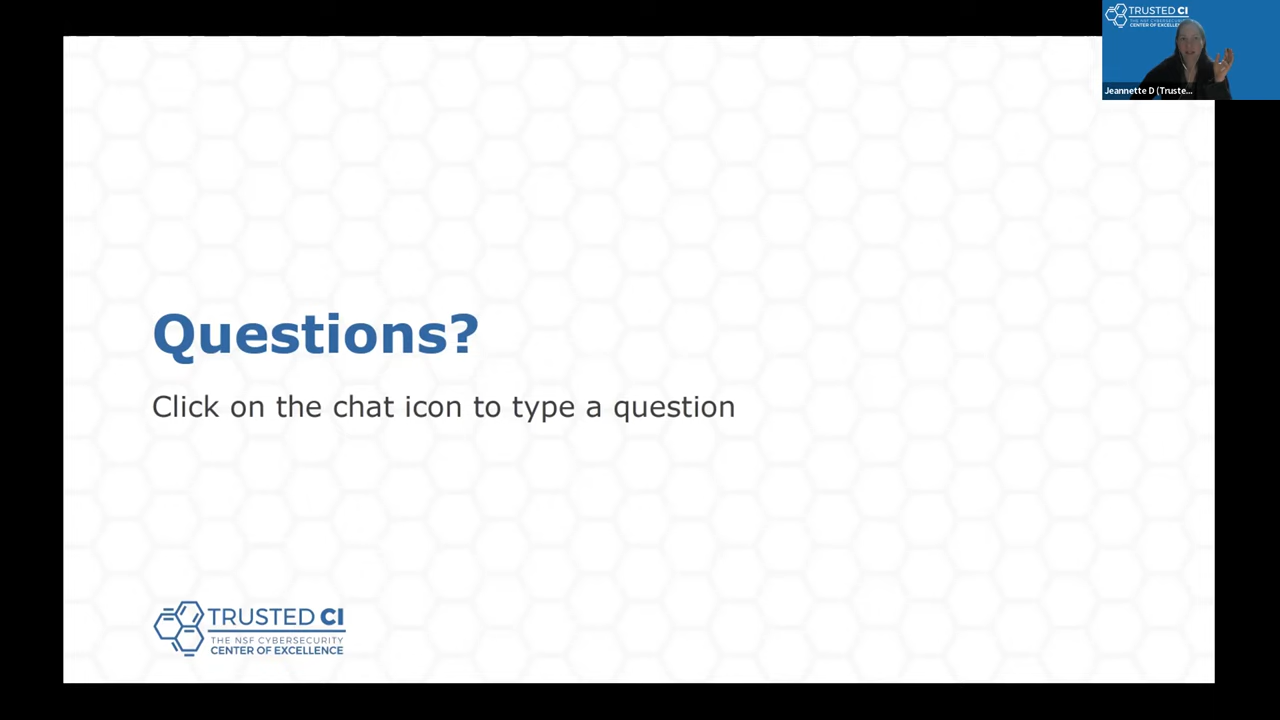 TRUSTED CI
THE NSF CYBERSECURITY
CENTER OF EXCELLENCE
Jeannette D (Truste...
Questions?
Click on the chat icon to type a question
TRUSTED CI
THE NSF CYBERSECURITY
CENTER OF EXCELLENCE